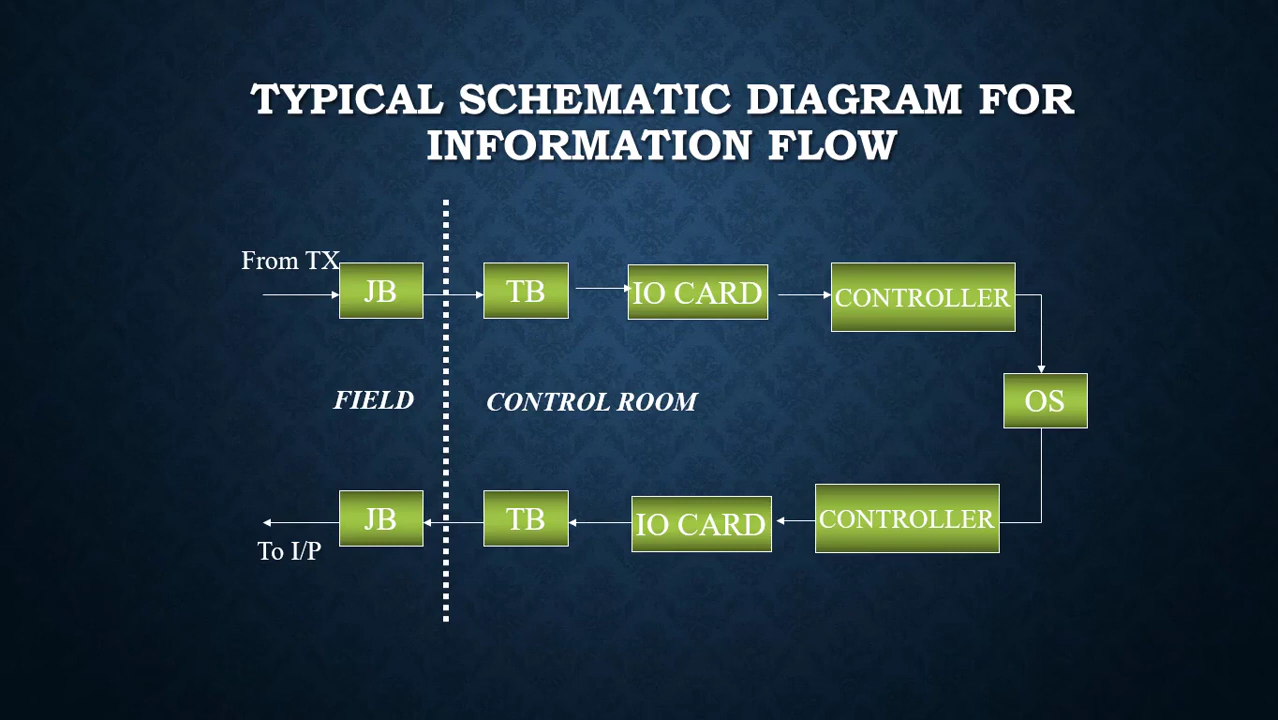 TYPICAL SCHEMATIC DIAGRAM FOR
INFORMATION FLOW
From TX
JB
TB
IO CARD
CONTROLLER
FIELD
CONTROL ROOM
OS
JB
TB
IO CARD
CONTROLLER
To I/P